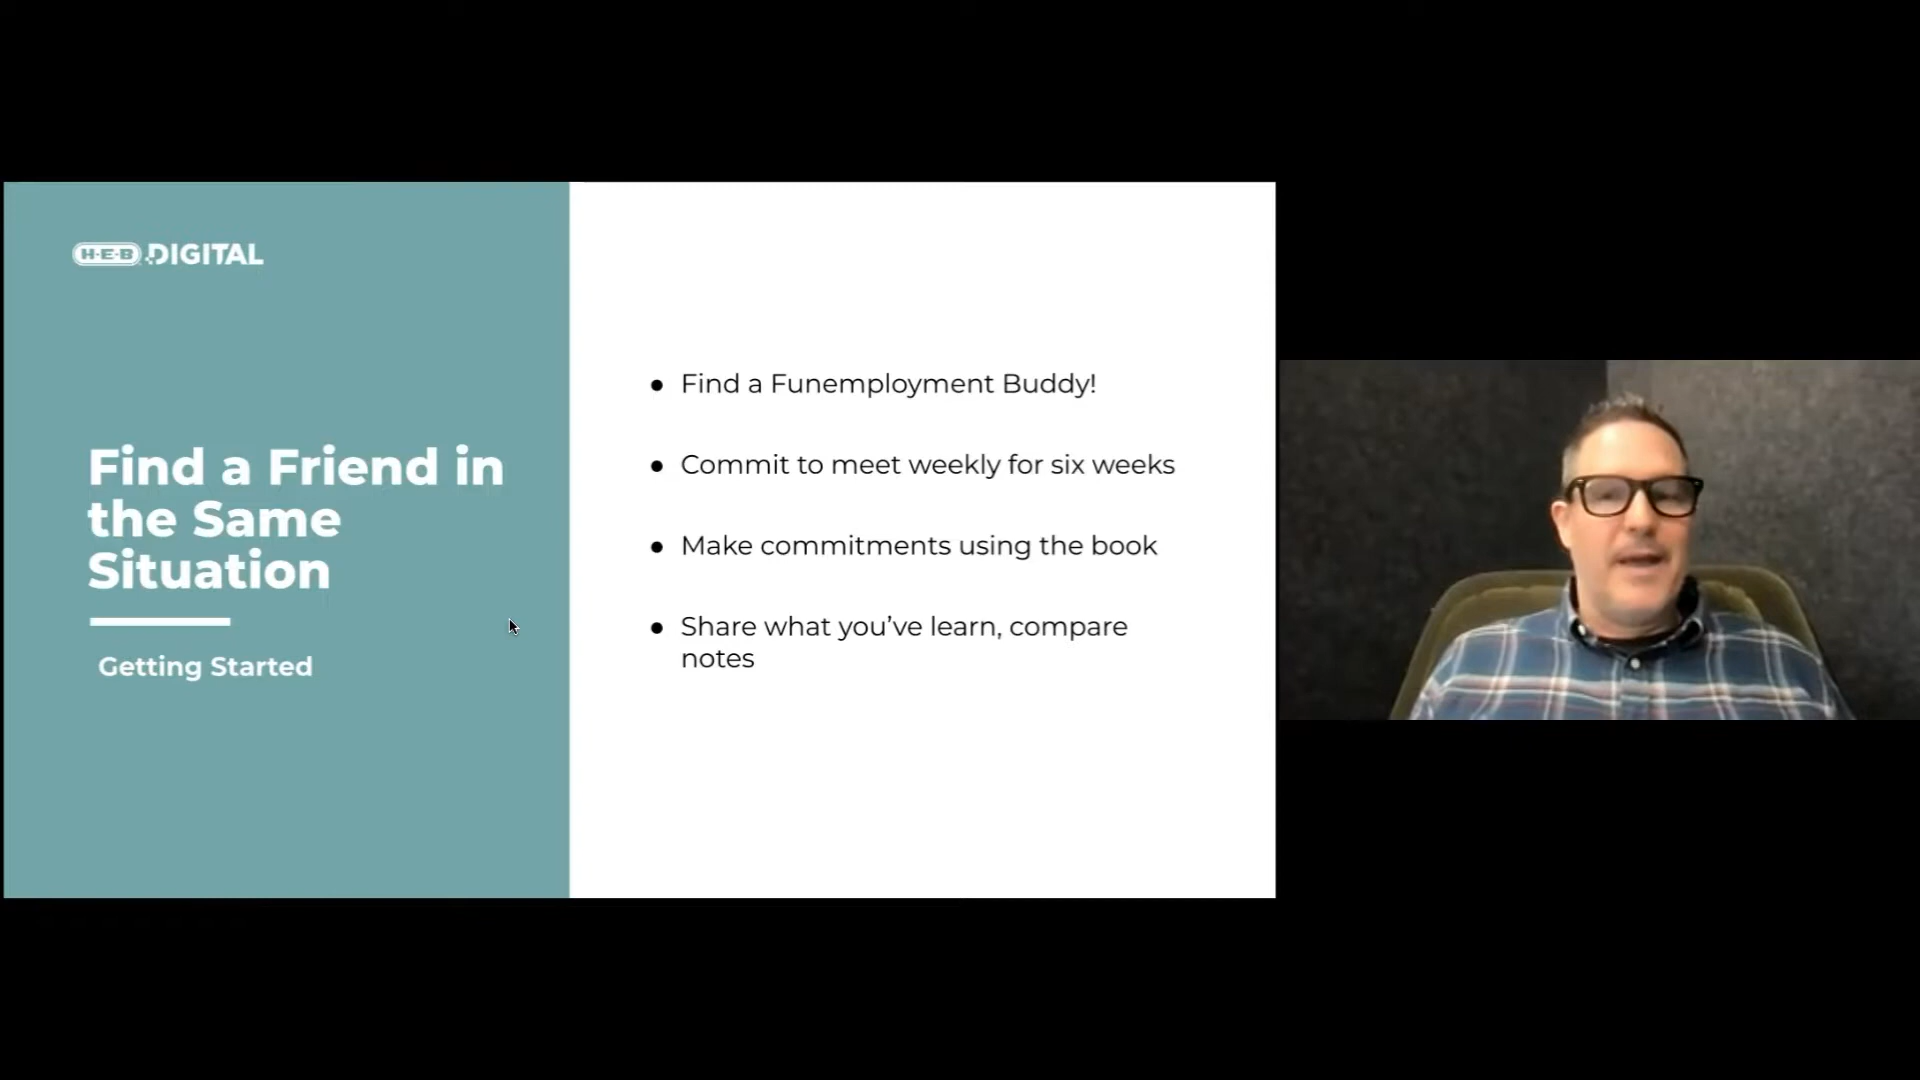 H-E-B DIGITAL
Find a Friend in
the Same
Situation
Getting Started
● Find a Funemployment Buddy!
● Commit to meet weekly for six weeks
● Make commitments using the book
● Share what you’ve learn, compare
notes